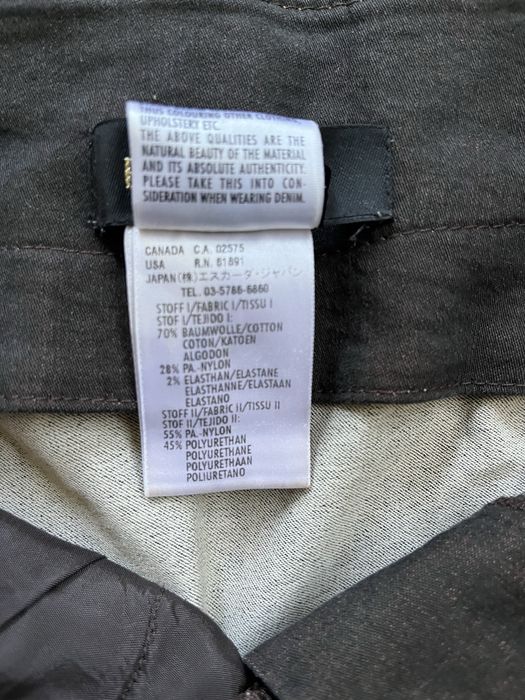 THUS COLOURING OTHER CLOTHES,
UPHOLSTERY ETC.
THE ABOVE QUALITIES ARE THE
NATURAL BEAUTY OF THE MATERIAL
AND ITS ABSOLUTE AUTHENTICITY.
PLEASE TAKE THIS INTO CON-
SIDERATION WHEN WEARING DENIM.
CANADA C.A. 02575
USA R.N. 61891
JAPAN(株)エスカーダ・ジャパン
TEL. 03-5786-6860
STOFF I/FABRIC I/TISSU I
STOF I/TEJIDO I:
70% BAUMWOLLE/COTTON
COTON/KATOEN
ALGODON
28% PA.-NYLON
2% ELASTHAN/ELASTANE
ELASTHANNE/ELASTAAN
ELASTANO
STOFF II/FABRIC II/TISSU II
STOF II/TEJIDO II:
55% PA.-NYLON
45% POLYURETHAN
POLYURETHANE
POLYURETHAAN
POLIURETANO